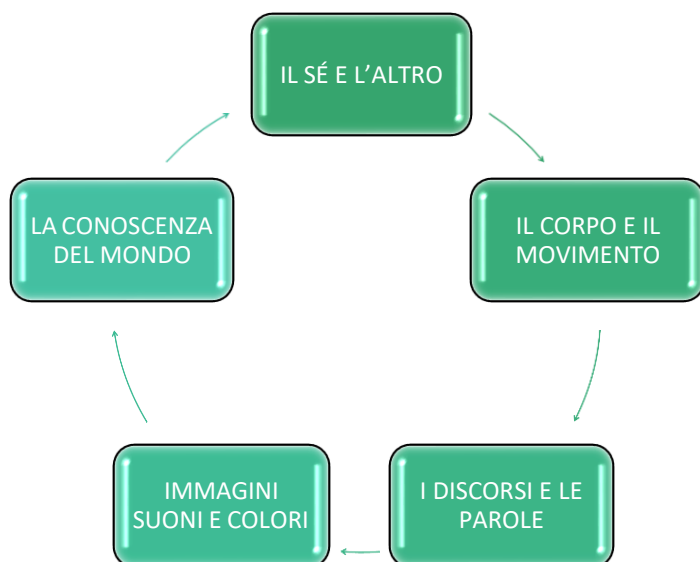 IL SÉ E L’ALTRO
IL CORPO E IL
MOVIMENTO
I DISCORSI E LE
PAROLE
IMMAGINI
SUONI E COLORI
LA CONOSCENZA
DEL MONDO